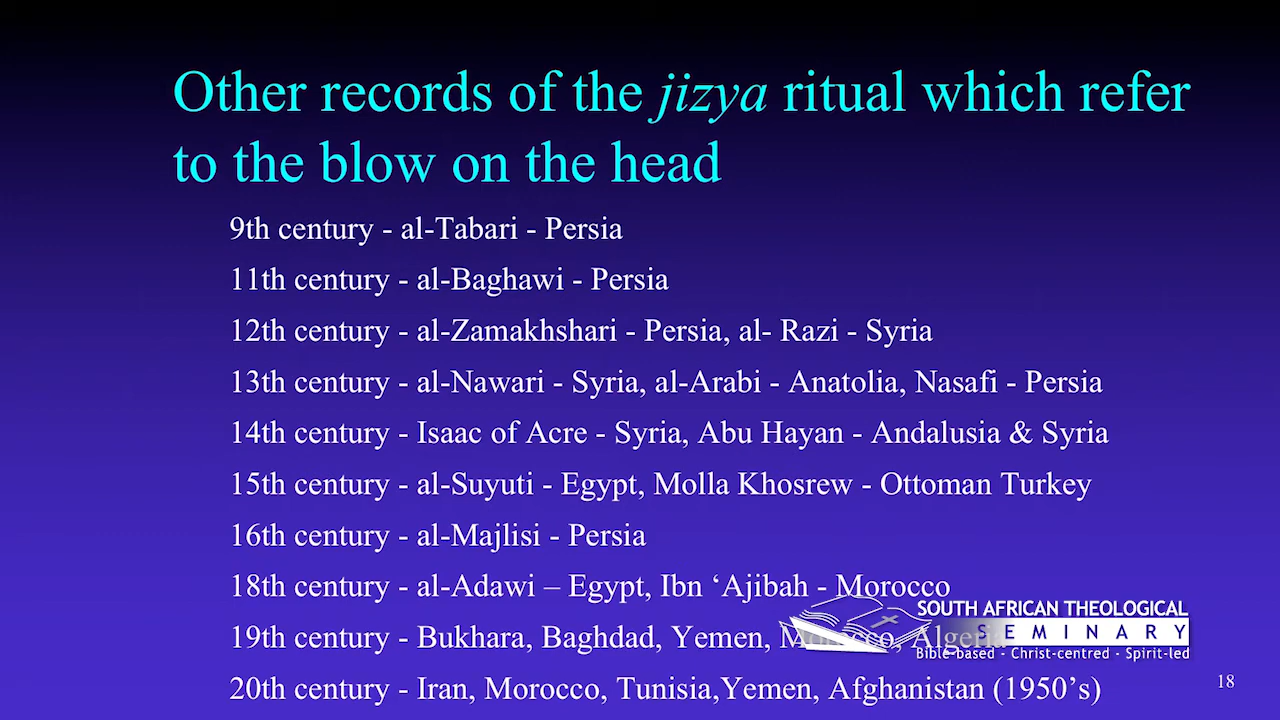 Other records of the jizya ritual which refer
to the blow on the head
9th century - al-Tabari - Persia
11th century - al-Baghawi - Persia
12th century - al-Zamakhshari - Persia, al- Razi - Syria
13th century - al-Nawari - Syria, al-Arabi - Anatolia, Nasafi - Persia
14th century - Isaac of Acre - Syria, Abu Hayan - Andalusia & Syria
15th century - al-Suyuti - Egypt, Molla Khosrew - Ottoman Turkey
16th century - al-Majlisi - Persia
18th century - al-Adawi – Egypt, Ibn ‘Ajibah - Morocco
19th century - Bukhara, Baghdad, Yemen, Morocco, Algeria
SOUTH AFRICAN THEOLOGICAL
SEMINARY
Bible-based - Christ-centred - Spirit-led
20th century - Iran, Morocco, Tunisia,Yemen, Afghanistan (1950’s)
18